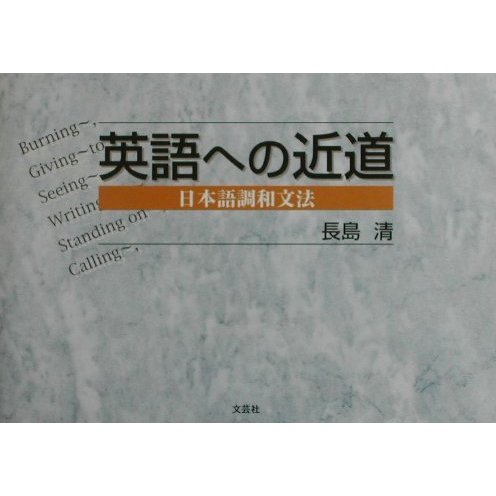 Burning～,
Giving～to
Seeing～
Writing
Standing on
Calling～,
英語への近道
日本語調和文法
長島 清
文芸社